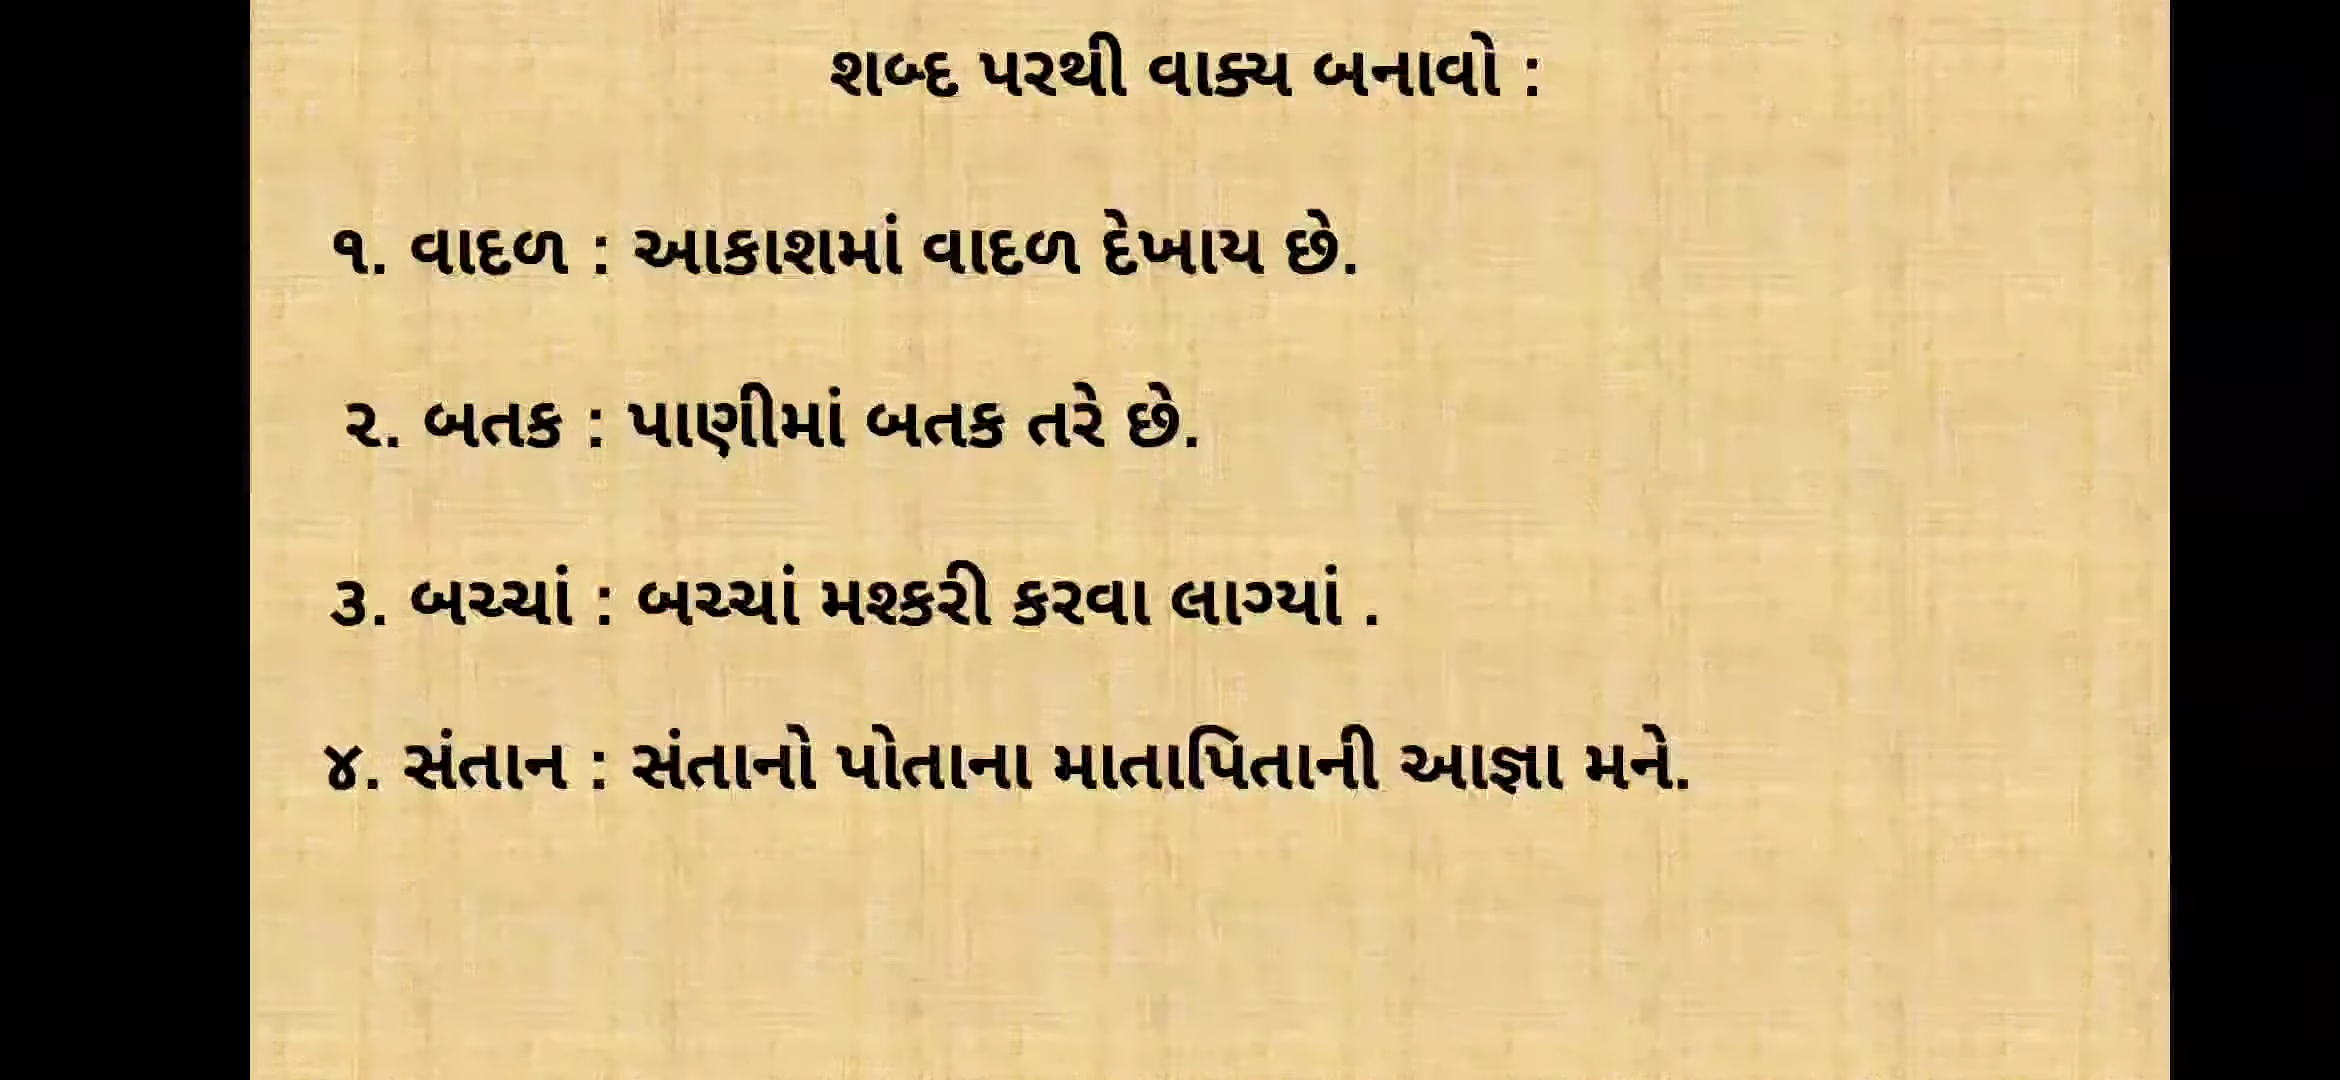 શબ્દ પરથી વાક્ય બનાવો :
૧. વાદળ : આકાશમાં વાદળ દેખાય છે.
૨. બતક : પાણીમાં બતક તરે છે.
૩. બચ્ચાં : બચ્ચાં મશ્કરી કરવા લાગ્યાં .
૪. સંતાન : સંતાનો પોતાના માતાપિતાની આજ્ઞા મને.